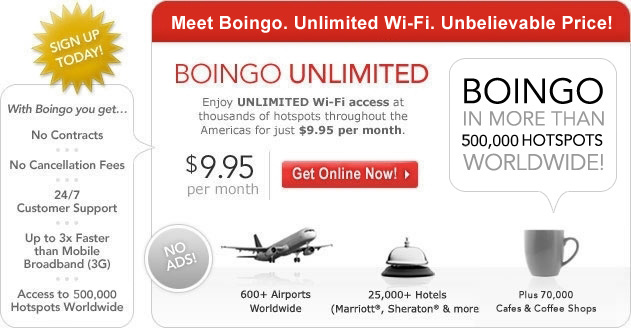 SIGN UP
TODAY!
With Boingo you get...
No Contracts
No Cancellation Fees
24/7
Customer Support
Up to 3x Faster
than Mobile
Broadband (3G)
Access to 500,000
Hotspots Worldwide
Meet Boingo. Unlimited Wi-Fi. Unbelievable Price!
BOINGO UNLIMITED
Enjoy UNLIMITED Wi-Fi access at
thousands of hotspots throughout the
Americas for just $9.95 per month.
$9.95
per month
Get Online Now!
BOINGO
IN MORE THAN
500,000 HOTSPOTS
WORLDWIDE!
NO
ADS!
600+ Airports
Worldwide
25,000+ Hotels
(Marriott®, Sheraton® & more
Plus 70,000
Cafes & Coffee Shops